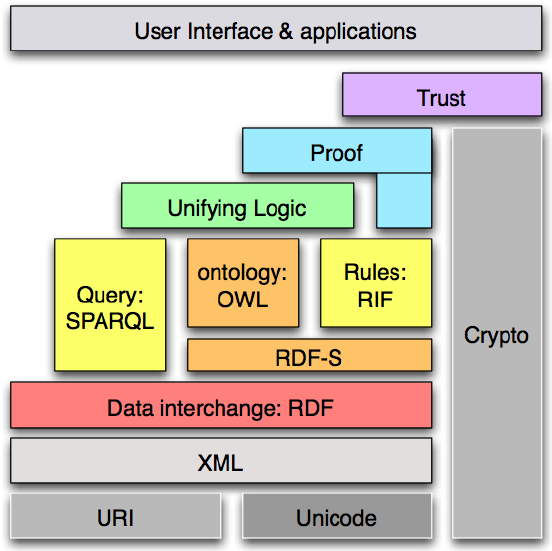 User Interface & applications
Trust
Proof
Unifying Logic
ontology:
OWL
Rules:
RIF
Query:
SPARQL
Crypto
RDF-S
Data interchange: RDF
XML
URI
Unicode